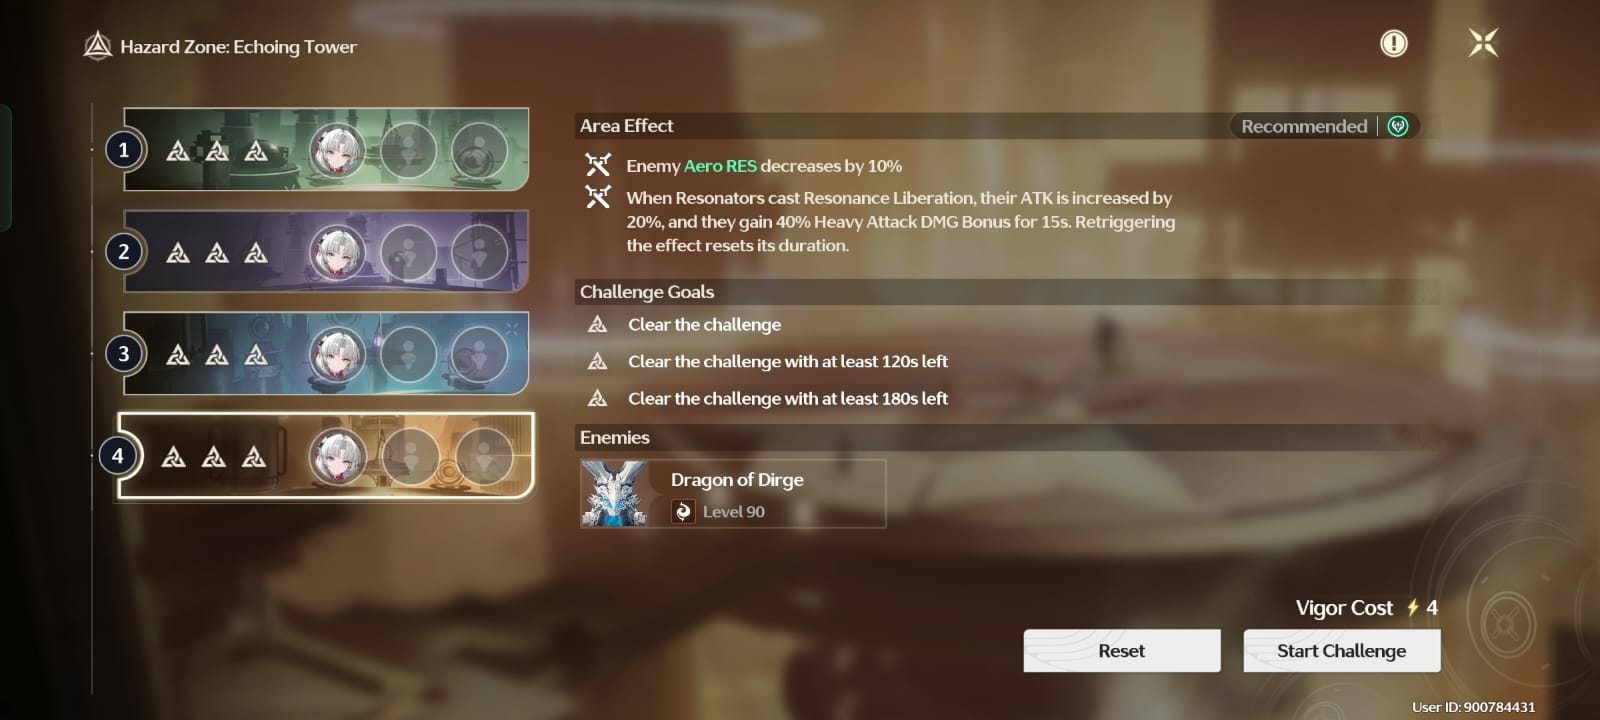 Hazard Zone: Echoing Tower
1
2
3
4
Area Effect
Recommended
Enemy Aero RES decreases by 10%
When Resonators cast Resonance Liberation, their ATK is increased by
20%, and they gain 40% Heavy Attack DMG Bonus for 15s. Retriggering
the effect resets its duration.
Challenge Goals
Clear the challenge
Clear the challenge with at least 120s left
Clear the challenge with at least 180s left
Enemies
Dragon of Dirge
Level 90
Vigor Cost 4
Reset
Start Challenge
User ID: 900784431